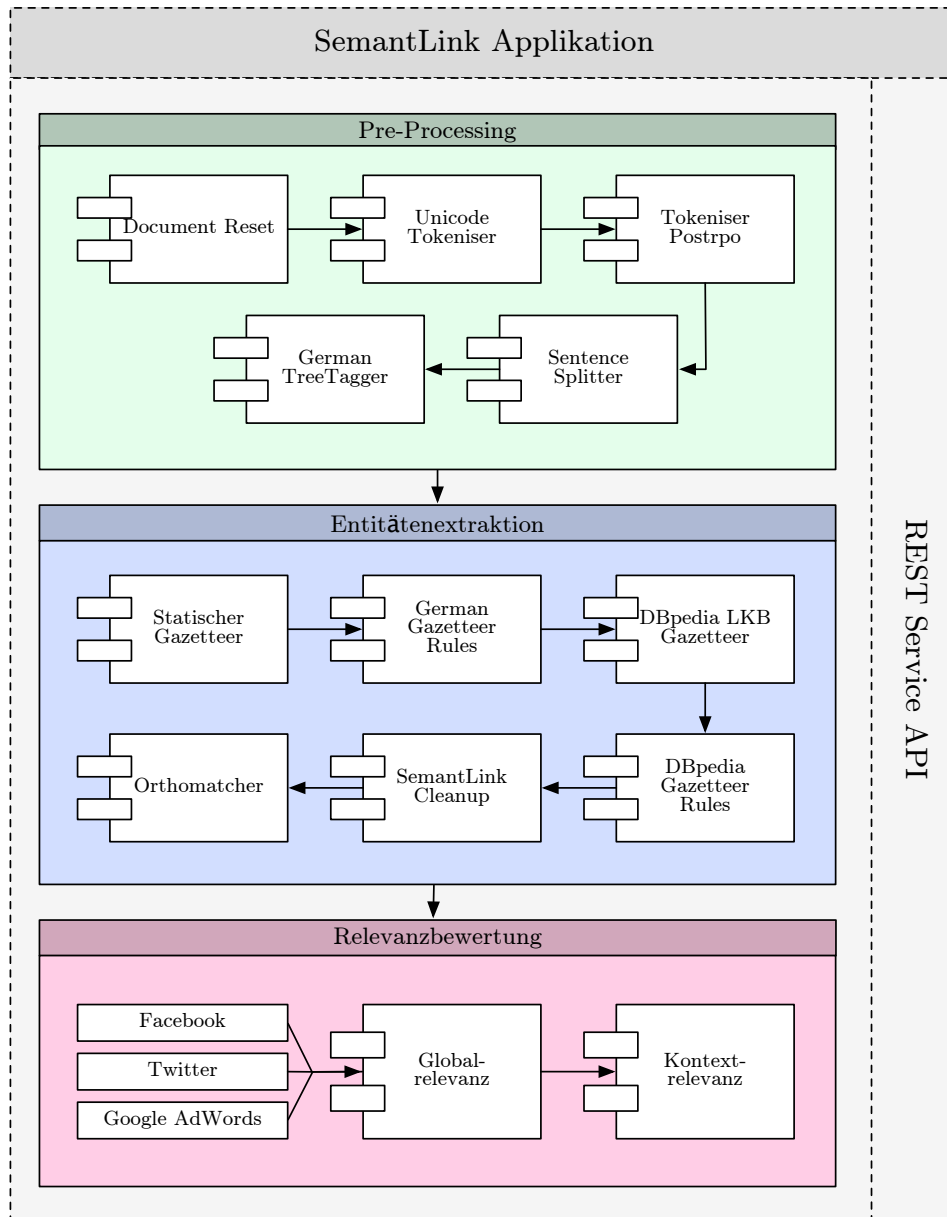 SemantLink Applikation
Pre-Processing
Document Reset
Unicode
Tokeniser
Tokeniser
Postrpo
German
TreeTagger
Sentence
Splitter
Entitätenextraktion
Statischer
Gazetteer
German
Gazetteer
Rules
DBpedia LKB
Gazetteer
Orthomatcher
SemantLink
Cleanup
DBpedia
Gazetteer
Rules
Relevanzbewertung
Facebook
Twitter
Google AdWords
Global-
relevanz
Kontext-
relevanz
REST Service API